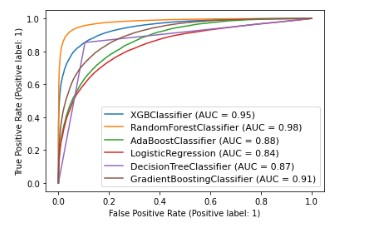 1.0
0.8
0.6
0.4
0.2
0.0
True Positive Rate (Positive label: 1)
XGBClassifier (AUC = 0.95)
RandomForestClassifier (AUC = 0.98)
AdaBoostClassifier (AUC = 0.88)
LogisticRegression (AUC = 0.84)
DecisionTreeClassifier (AUC = 0.87)
GradientBoostingClassifier (AUC = 0.91)
0.0 0.2 0.4 0.6 0.8 1.0
False Positive Rate (Positive label: 1)